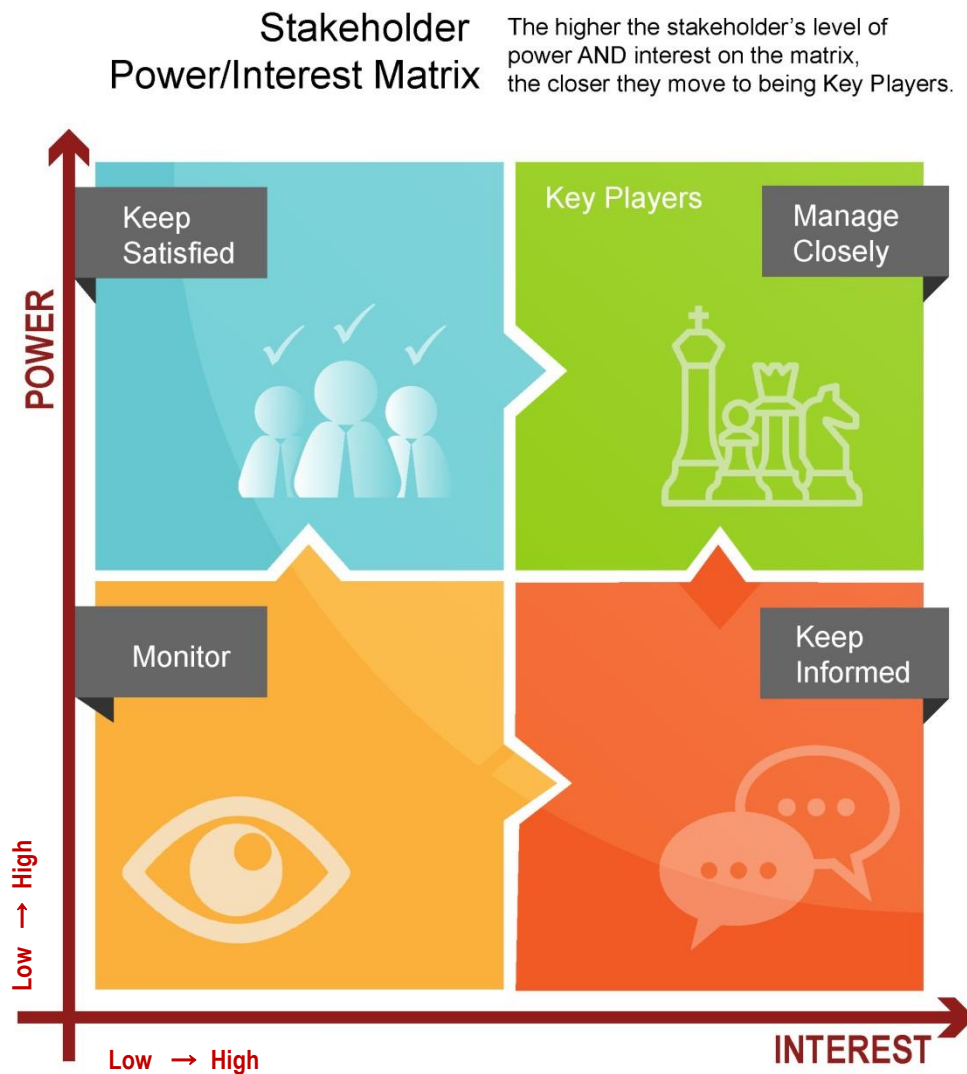 Stakeholder
Power/Interest Matrix
The higher the stakeholder's level of
power AND interest on the matrix,
the closer they move to being Key Players.
Keep
Satisfied
Key Players
Manage
Closely
POWER
Monitor
Keep
Informed
Low → High
Low → High
INTEREST